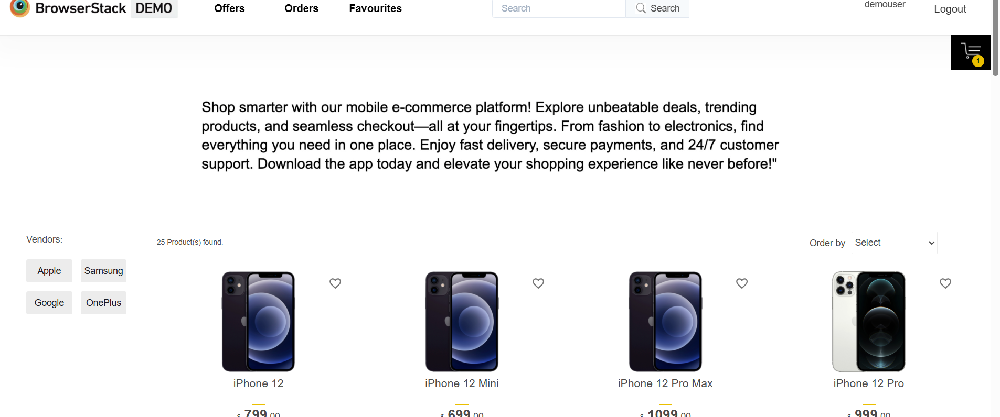 BrowserStack DEMO
Offers
Orders
Favourites
Search
Search
demouser
Logout
1
Shop smarter with our mobile e-commerce platform! Explore unbeatable deals, trending
products, and seamless checkout—all at your fingertips. From fashion to electronics, find
everything you need in one place. Enjoy fast delivery, secure payments, and 24/7 customer
support. Download the app today and elevate your shopping experience like never before!"
Vendors:
25 Product(s) found.
Order by
Select
Apple
Samsung
Google
OnePlus
iPhone 12
iPhone 12 Mini
iPhone 12 Pro Max
iPhone 12 Pro
$ 799.00
$ 699.00
$ 1099.00
$ 999.00